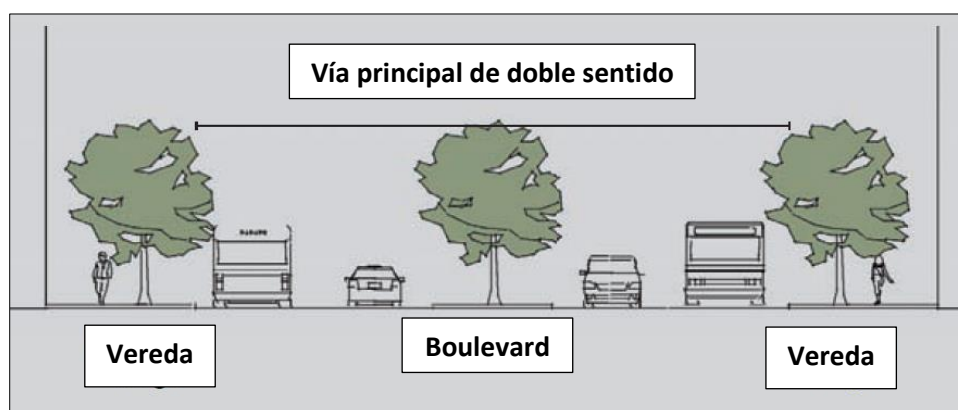 Vía principal de doble sentido
Vereda
Boulevard
Vereda